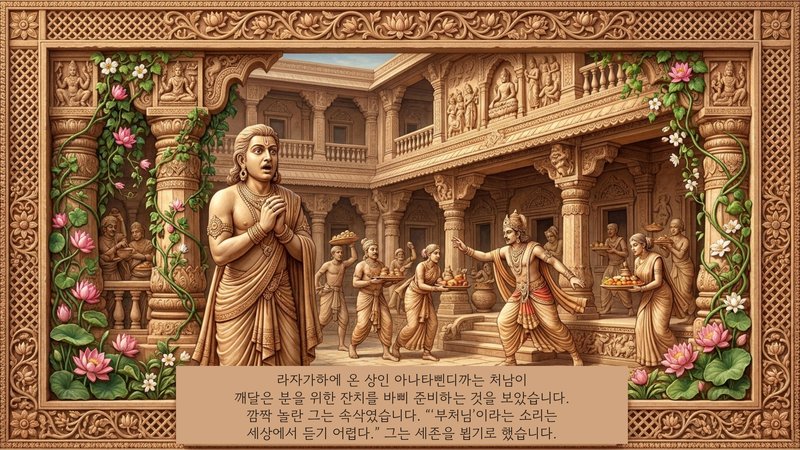 라자가하에 온 상인 아나타삔디까는 처남이
깨달은 분을 위한 잔치를 바삐 준비하는 것을 보았습니다.
깜짝 놀란 그는 속삭였습니다. “‘부처님’이라는 소리는
세상에서 듣기 어렵다.” 그는 세존을 뵙기로 했습니다.